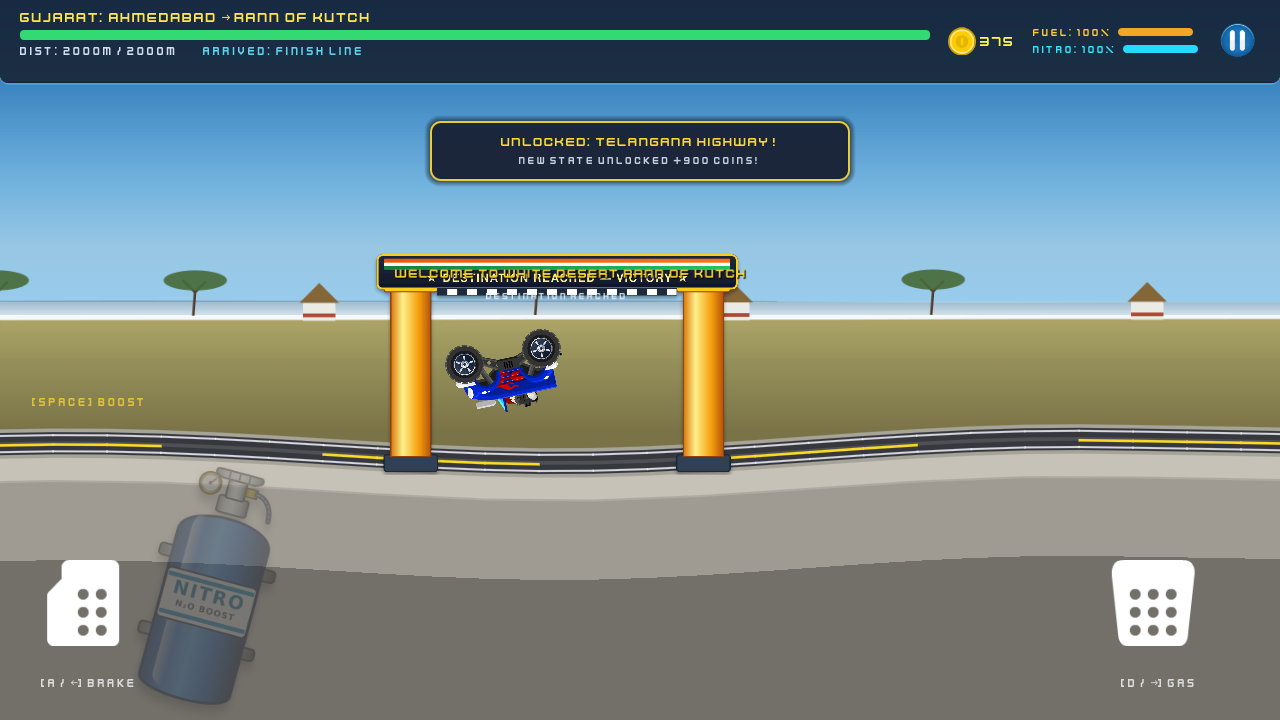 GUJARAT: AHMEDABAD → RANN OF KUTCH
DIST: 2000M / 2000M ARRIVED: FINISH LINE
375
FUEL: 100%
NITRO: 100%
UNLOCKED: TELANGANA HIGHWAY !
NEW STATE UNLOCKED +900 COINS!
WELCOME TO WHITE DESERT RANN OF KUTCH
★ DESTINATION REACHED — VICTORY ★
DESTINATION REACHED
[SPACE] BOOST
NITRO
N₂O BOOST
[A / ←] BRAKE
[D / →] GAS